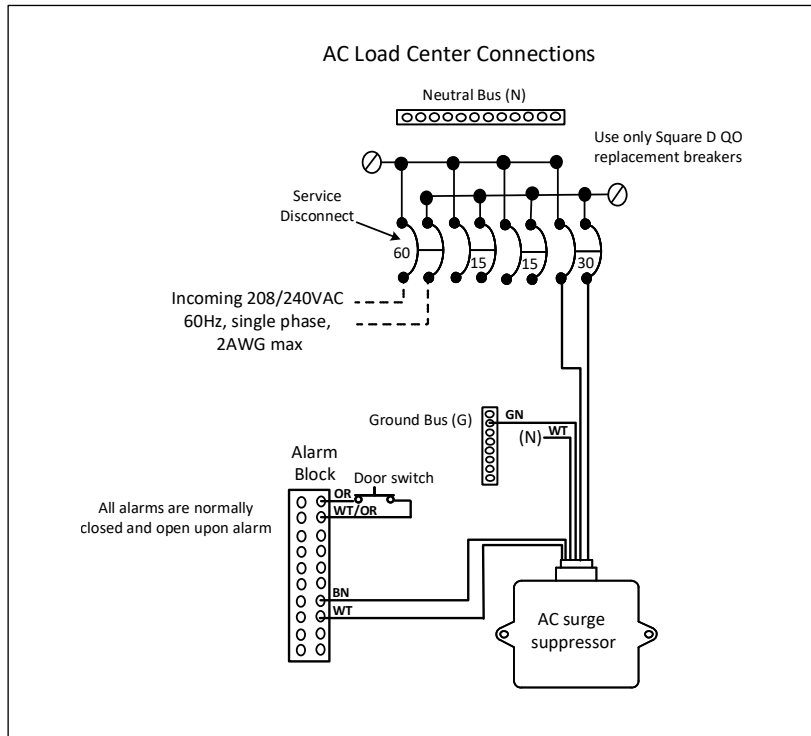 AC Load Center Connections
Neutral Bus (N)
Use only Square D QO
replacement breakers
Service
Disconnect
60
15
15
30
Incoming 208/240VAC
60Hz, single phase,
2AWG max
Ground Bus (G)
GN
(N)
WT
Alarm
Block
Door switch
OR
WT/OR
All alarms are normally
closed and open upon alarm
BN
WT
AC surge
suppressor